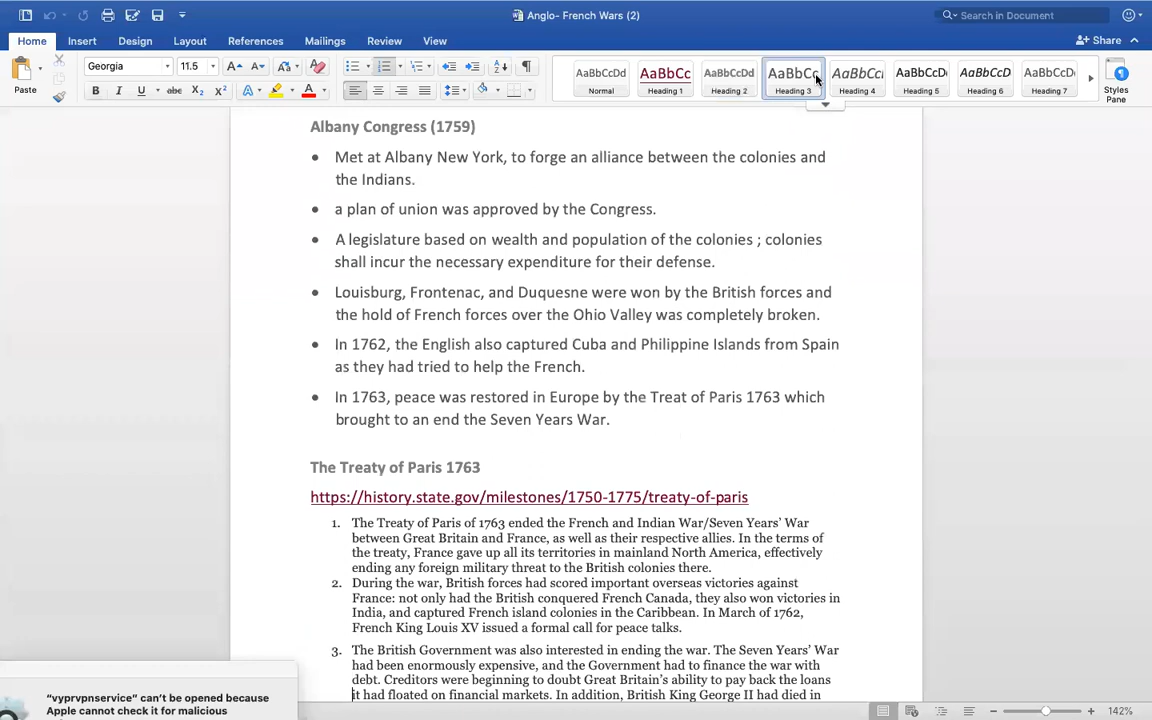 Anglo- French Wars (2)
Search in Document
Home Insert Design Layout References Mailings Review View
Share
Paste
Georgia 11.5
B I U abc X2 X2 A A
AaBbCcDd AaBbCc AaBbCcDd AaBbCc AaBbCcI AaBbCcD AaBbCcD AaBbCcD
Normal Heading 1 Heading 2 Heading 3 Heading 4 Heading 5 Heading 6 Heading 7
Styles
Pane
Albany Congress (1759)
• Met at Albany New York, to forge an alliance between the colonies and
the Indians.
• a plan of union was approved by the Congress.
• A legislature based on wealth and population of the colonies ; colonies
shall incur the necessary expenditure for their defense.
• Louisburg, Frontenac, and Duquesne were won by the British forces and
the hold of French forces over the Ohio Valley was completely broken.
• In 1762, the English also captured Cuba and Philippine Islands from Spain
as they had tried to help the French.
• In 1763, peace was restored in Europe by the Treat of Paris 1763 which
brought to an end the Seven Years War.
The Treaty of Paris 1763
https://history.state.gov/milestones/1750-1775/treaty-of-paris
1. The Treaty of Paris of 1763 ended the French and Indian War/Seven Years’ War
between Great Britain and France, as well as their respective allies. In the terms of
the treaty, France gave up all its territories in mainland North America, effectively
ending any foreign military threat to the British colonies there.
2. During the war, British forces had scored important overseas victories against
France: not only had the British conquered French Canada, they also won victories in
India, and captured French island colonies in the Caribbean. In March of 1762,
French King Louis XV issued a formal call for peace talks.
3. The British Government was also interested in ending the war. The Seven Years’ War
had been enormously expensive, and the Government had to finance the war with
debt. Creditors were beginning to doubt Great Britain’s ability to pay back the loans
it had floated on financial markets. In addition, British King George II had died in
“vyprvpnservice” can’t be opened because
Apple cannot check it for malicious
142%